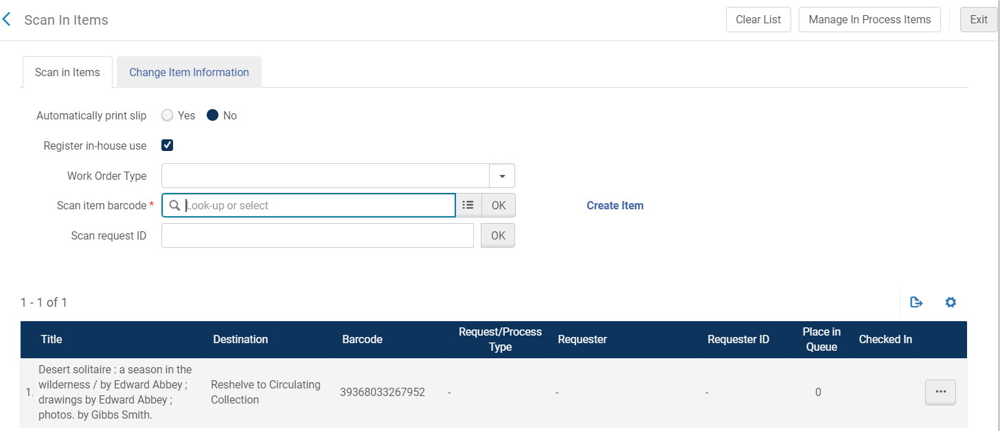 Scan In Items
Clear List
Manage In Process Items
Exit
Scan in Items
Change Item Information
Automatically print slip
Yes
No
Register in-house use
Work Order Type
Scan item barcode *
Look-up or select
OK
Create Item
Scan request ID
OK
1 - 1 of 1
Title
Destination
Barcode
Request/Process
Type
Requester
Requester ID
Place in
Queue
Checked In
1.
Desert solitaire : a season in the
wilderness / by Edward Abbey ;
drawings by Edward Abbey ;
photos. by Gibbs Smith.
Reshelve to Circulating
Collection
39368033267952
-
-
-
0